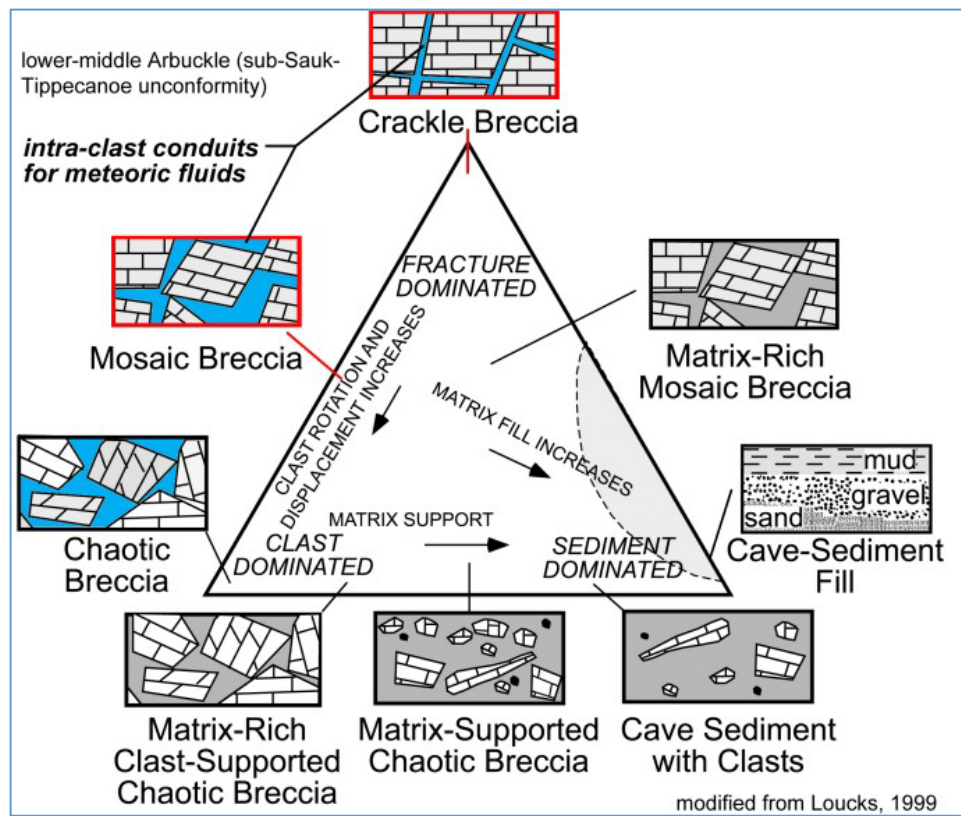 lower-middle Arbuckle (sub-Sauk-
Tippecanoe unconformity)
intra-clast conduits
for meteoric fluids
Crackle Breccia
FRACTURE
DOMINATED
Mosaic Breccia
Matrix-Rich
Mosaic Breccia
CLAST ROTATION AND
DISPLACEMENT INCREASES
MATRIX FILL INCREASES
mud
gravel
sand
Cave-Sediment
Fill
Chaotic
Breccia
MATRIX SUPPORT
CLAST
DOMINATED
SEDIMENT
DOMINATED
Matrix-Rich
Clast-Supported
Chaotic Breccia
Matrix-Supported
Chaotic Breccia
Cave Sediment
with Clasts
modified from Loucks, 1999